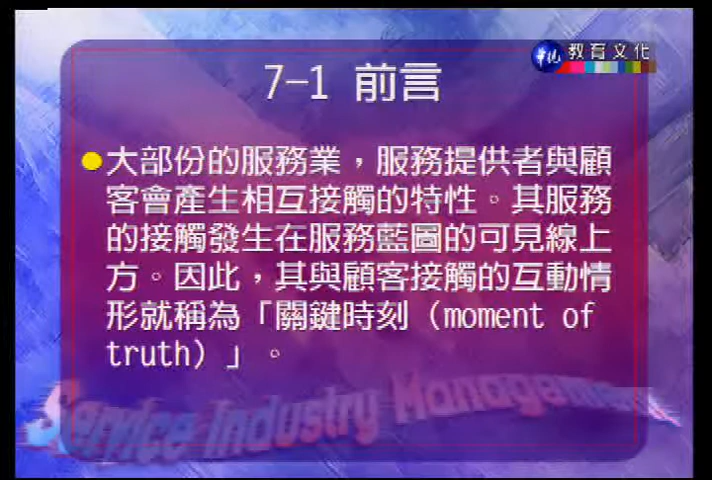 華視 教育文化
7-1 前言
大部份的服務業，服務提供者與顧
客會產生相互接觸的特性。其服務
的接觸發生在服務藍圖的可見線上
方。因此，其與顧客接觸的互動情
形就稱為「關鍵時刻（moment of
truth）」。
Service Industry Management